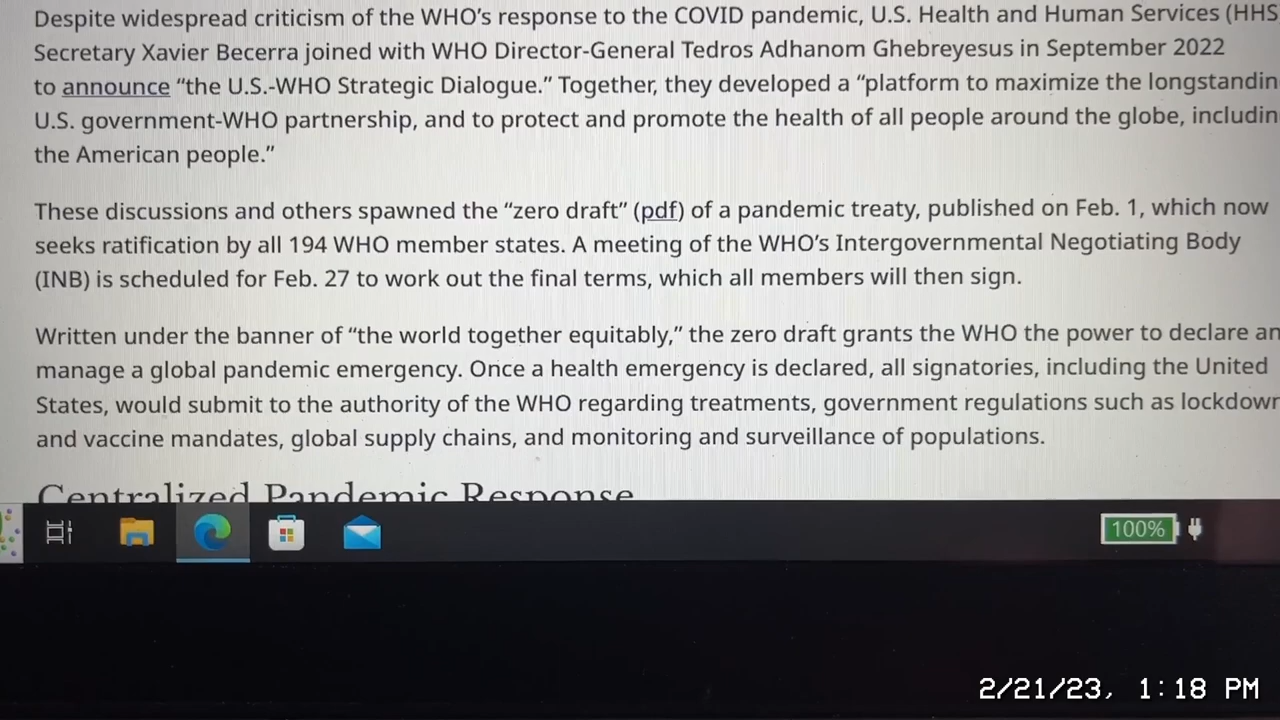 Despite widespread criticism of the WHO's response to the COVID pandemic, U.S. Health and Human Services (HHS
Secretary Xavier Becerra joined with WHO Director-General Tedros Adhanom Ghebreyesus in September 2022
to announce “the U.S.-WHO Strategic Dialogue.” Together, they developed a “platform to maximize the longstandin
U.S. government-WHO partnership, and to protect and promote the health of all people around the globe, includin
the American people.”
These discussions and others spawned the “zero draft” (pdf) of a pandemic treaty, published on Feb. 1, which now
seeks ratification by all 194 WHO member states. A meeting of the WHO's Intergovernmental Negotiating Body
(INB) is scheduled for Feb. 27 to work out the final terms, which all members will then sign.
Written under the banner of “the world together equitably,” the zero draft grants the WHO the power to declare an
manage a global pandemic emergency. Once a health emergency is declared, all signatories, including the United
States, would submit to the authority of the WHO regarding treatments, government regulations such as lockdown
and vaccine mandates, global supply chains, and monitoring and surveillance of populations.
Centralized Pandemic Response
100%
2/21/23, 1:18 PM